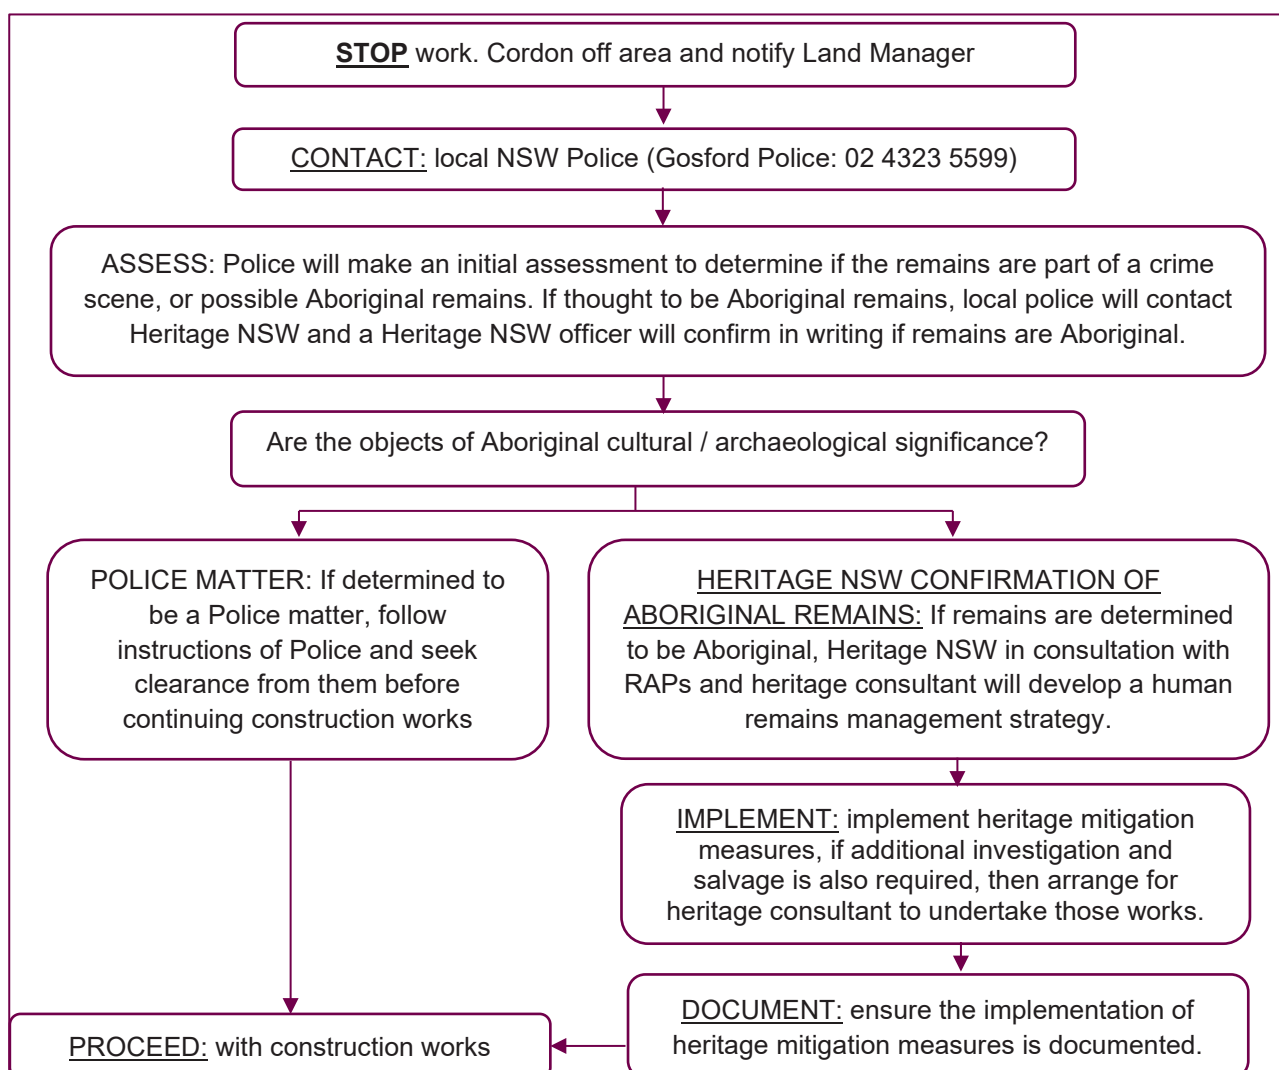 STOP work. Cordon off area and notify Land Manager
CONTACT: local NSW Police (Gosford Police: 02 4323 5599)
ASSESS: Police will make an initial assessment to determine if the remains are part of a crime
scene, or possible Aboriginal remains. If thought to be Aboriginal remains, local police will contact
Heritage NSW and a Heritage NSW officer will confirm in writing if remains are Aboriginal.
Are the objects of Aboriginal cultural / archaeological significance?
POLICE MATTER: If determined to
be a Police matter, follow
instructions of Police and seek
clearance from them before
continuing construction works
HERITAGE NSW CONFIRMATION OF
ABORIGINAL REMAINS: If remains are determined
to be Aboriginal, Heritage NSW in consultation with
RAPs and heritage consultant will develop a human
remains management strategy.
IMPLEMENT: implement heritage mitigation
measures, if additional investigation and
salvage is also required, then arrange for
heritage consultant to undertake those works.
DOCUMENT: ensure the implementation of
heritage mitigation measures is documented.
PROCEED: with construction works